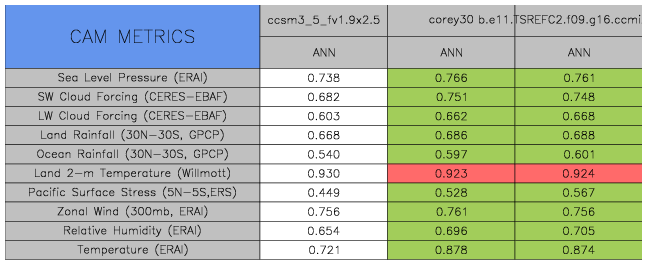 CAM METRICS ccsm3_5_fv1.9x2.5 corey30 b.e11.TSREFC2.f09.g16.ccmi
ANN ANN ANN
Sea Level Pressure (ERAI) 0.738 0.766 0.761
SW Cloud Forcing (CERES-EBAF) 0.682 0.751 0.748
LW Cloud Forcing (CERES-EBAF) 0.603 0.662 0.668
Land Rainfall (30N-30S, GPCP) 0.668 0.686 0.688
Ocean Rainfall (30N-30S, GPCP) 0.540 0.597 0.601
Land 2-m Temperature (Willmott) 0.930 0.923 0.924
Pacific Surface Stress (5N-5S,ERS) 0.449 0.528 0.567
Zonal Wind (300mb, ERAI) 0.756 0.761 0.756
Relative Humidity (ERAI) 0.654 0.696 0.705
Temperature (ERAI) 0.721 0.878 0.874